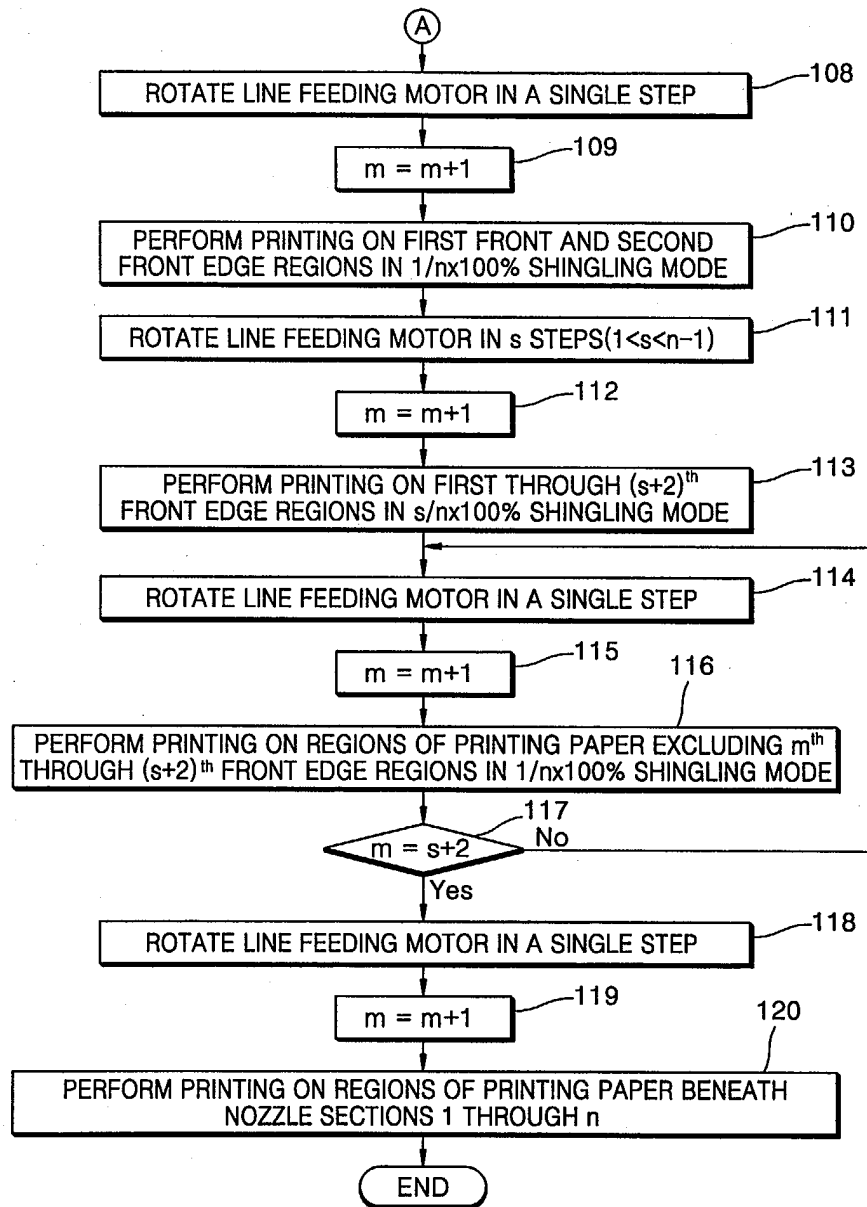 A
ROTATE LINE FEEDING MOTOR IN A SINGLE STEP
108
m = m+1
109
PERFORM PRINTING ON FIRST FRONT AND SECOND
FRONT EDGE REGIONS IN 1/nx100% SHINGLING MODE
110
ROTATE LINE FEEDING MOTOR IN s STEPS(1<s<n-1)
111
m = m+1
112
PERFORM PRINTING ON FIRST THROUGH (s+2)th
FRONT EDGE REGIONS IN s/nx100% SHINGLING MODE
113
ROTATE LINE FEEDING MOTOR IN A SINGLE STEP
114
m = m+1
115
116
PERFORM PRINTING ON REGIONS OF PRINTING PAPER EXCLUDING mth
THROUGH (s+2)th FRONT EDGE REGIONS IN 1/nx100% SHINGLING MODE
117
m = s+2
No
Yes
ROTATE LINE FEEDING MOTOR IN A SINGLE STEP
118
m = m+1
119
120
PERFORM PRINTING ON REGIONS OF PRINTING PAPER BENEATH
NOZZLE SECTIONS 1 THROUGH n
END